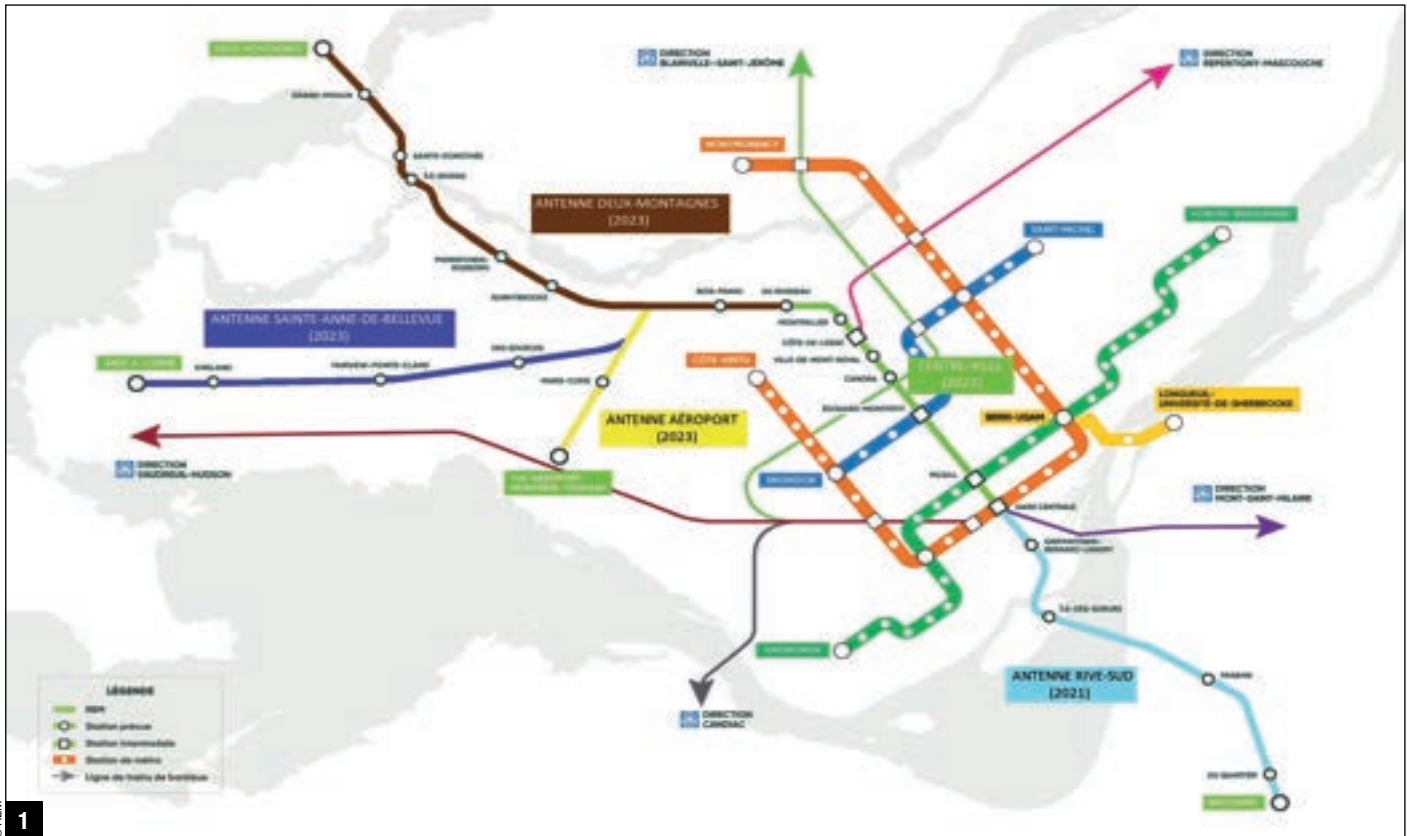 DEUX-MONTAGNES
DIRECTION
BLAINVILLE–SAINT-JÉRÔME
DIRECTION
REPENTIGNY-MASCOUCHE
GRAND-MOULIN
MONTMORENCY
SAINTE-DOROTHÉE
ÎLE-BIGRAS
ANTENNE DEUX-MONTAGNES
(2023)
SAINT-MICHEL
PIERREFONDS-
ROXBORO
SUNNYBROOKE
BOIS-FRANC
DU RUISSEAU
MONTPELLIER
CÔTE-DE-LIESSE
VILLE-DE-MONT-ROYAL
CANORA
ÉDOUARD-MONTPETIT
ANTENNE SAINTE-ANNE-DE-BELLEVUE
(2023)
KIRKLAND
FAIRVIEW–POINTE-CLAIRE
DES SOURCES
MARIE-CURIE
CÔTE-VERTU
CENTRE-VILLE
(2022)
LONGUEUIL–
UNIVERSITÉ-DE-SHERBROOKE
BERRI-UQAM
ANTENNE AÉROPORT
(2023)
DIRECTION
VAUDREUIL-HUDSON
SNOWDON
MCGILL
DIRECTION
MONT-SAINT-HILAIRE
GARE CENTRALE
ÎLE-DES-SOEURS
ANTENNE RIVE-SUD
(2021)
PANAMA
DIRECTION
CANDIAC
DU QUARTIER
BROSSARD
LÉGENDE
REM
Station prévue
Station intermodale
Station de métro
Ligne de trains de banlieue
1